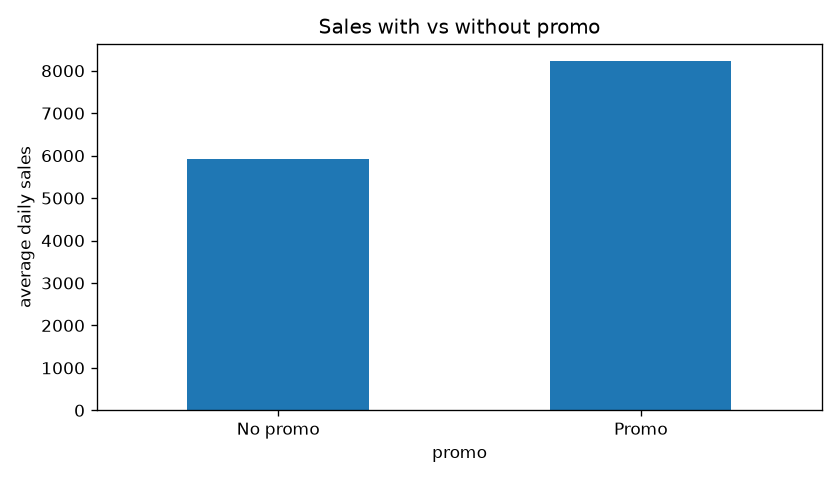 Sales with vs without promo
average daily sales
8000
7000
6000
5000
4000
3000
2000
1000
0
No promo
Promo
promo